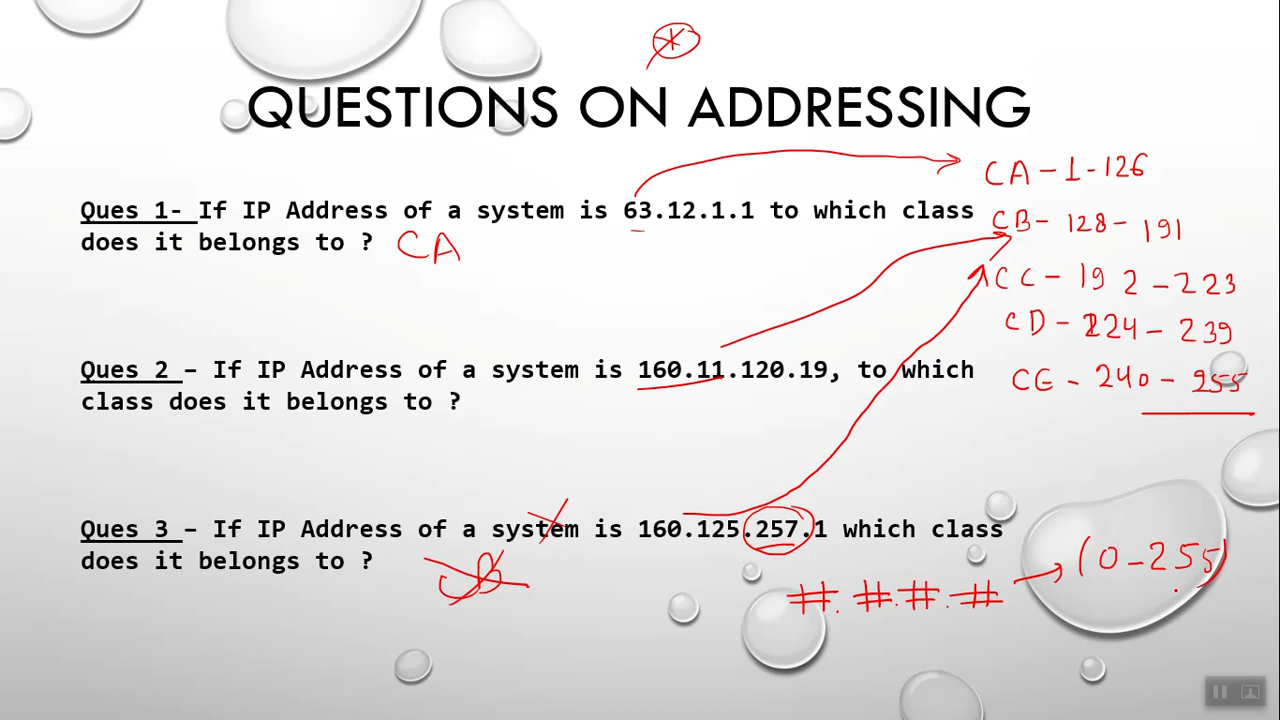 QUESTIONS ON ADDRESSING
CA - 1 - 126
Ques 1- If IP Address of a system is 63.12.1.1 to which class
does it belongs to ? CA
CB - 128 - 191
CC - 192 - 223
CD - 224 - 239
Ques 2 – If IP Address of a system is 160.11.120.19, to which
class does it belongs to ?
CE - 240 - 255
Ques 3 – If IP Address of a system is 160.125.257.1 which class
does it belongs to ? CB
#.#.#.# → (0-255)